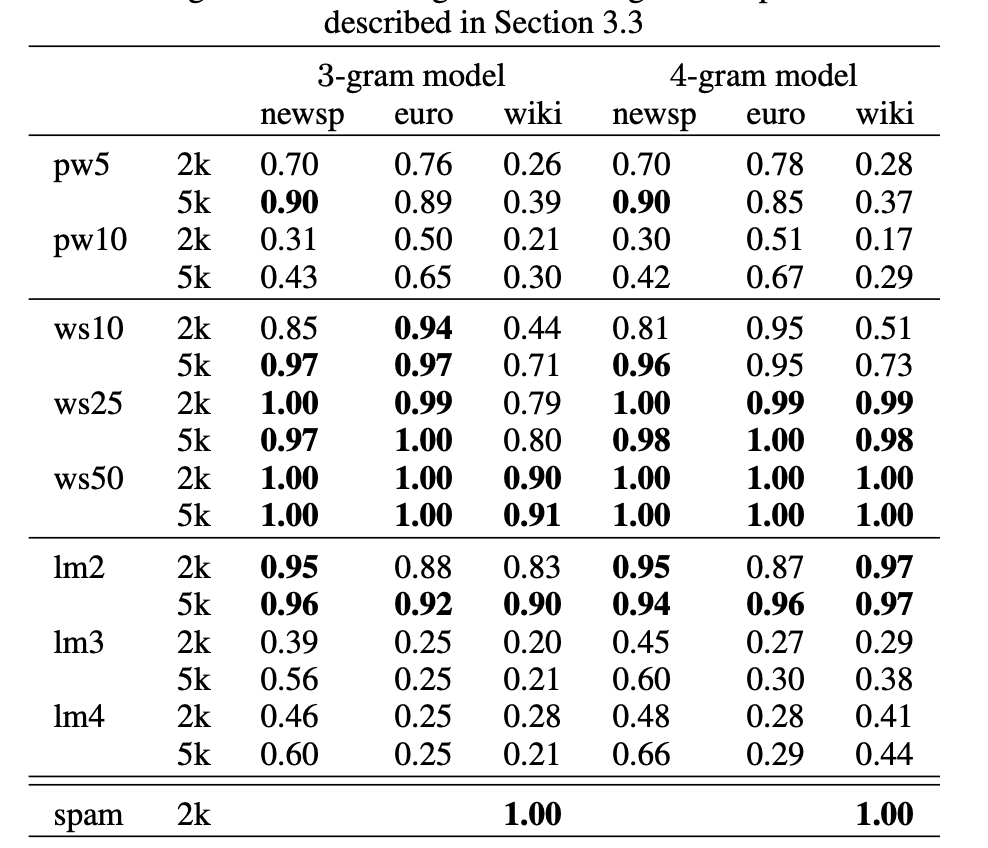 described in Section 3.3
3-gram model 4-gram model
newsp euro wiki newsp euro wiki
pw5 2k 0.70 0.76 0.26 0.70 0.78 0.28
5k 0.90 0.89 0.39 0.90 0.85 0.37
pw10 2k 0.31 0.50 0.21 0.30 0.51 0.17
5k 0.43 0.65 0.30 0.42 0.67 0.29
ws10 2k 0.85 0.94 0.44 0.81 0.95 0.51
5k 0.97 0.97 0.71 0.96 0.95 0.73
ws25 2k 1.00 0.99 0.79 1.00 0.99 0.99
5k 0.97 1.00 0.80 0.98 1.00 0.98
ws50 2k 1.00 1.00 0.90 1.00 1.00 1.00
5k 1.00 1.00 0.91 1.00 1.00 1.00
lm2 2k 0.95 0.88 0.83 0.95 0.87 0.97
5k 0.96 0.92 0.90 0.94 0.96 0.97
lm3 2k 0.39 0.25 0.20 0.45 0.27 0.29
5k 0.56 0.25 0.21 0.60 0.30 0.38
lm4 2k 0.46 0.25 0.28 0.48 0.28 0.41
5k 0.60 0.25 0.21 0.66 0.29 0.44
spam 2k 1.00 1.00